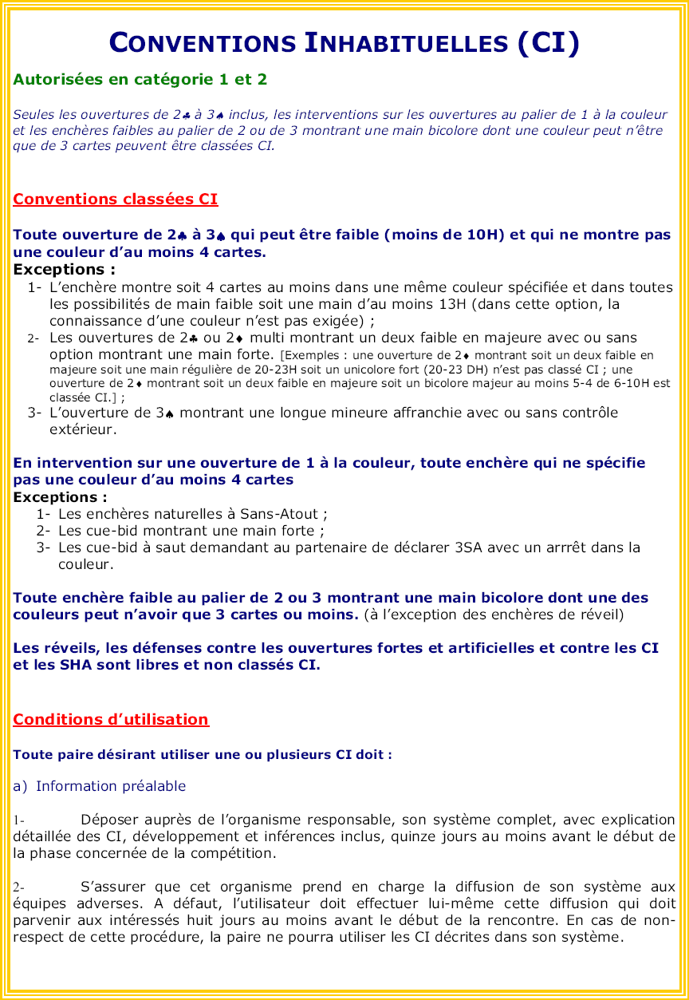 CONVENTIONS INHABITUELLES (CI)
Autorisées en catégorie 1 et 2
Seules les ouvertures de 2♣ à 3♠ inclus, les interventions sur les ouvertures au palier de 1 à la couleur
et les enchères faibles au palier de 2 ou de 3 montrant une main bicolore dont une couleur peut n’être
que de 3 cartes peuvent être classées CI.
Conventions classées CI
Toute ouverture de 2♣ à 3♠ qui peut être faible (moins de 10H) et qui ne montre pas
une couleur d’au moins 4 cartes.
Exceptions :
1- L’enchère montre soit 4 cartes au moins dans une même couleur spécifiée et dans toutes
les possibilités de main faible soit une main d’au moins 13H (dans cette option, la
connaissance d’une couleur n’est pas exigée) ;
2- Les ouvertures de 2♣ ou 2♦ multi montrant un deux faible en majeure avec ou sans
option montrant une main forte. [Exemples : une ouverture de 2♦ montrant soit un deux faible en
majeure soit une main régulière de 20-23H soit un unicolore fort (20-23 DH) n’est pas classé CI ; une
ouverture de 2♦ montrant soit un deux faible en majeure soit un bicolore majeur au moins 5-4 de 6-10H est
classée CI.] ;
3- L’ouverture de 3♠ montrant une longue mineure affranchie avec ou sans contrôle
extérieur.
En intervention sur une ouverture de 1 à la couleur, toute enchère qui ne spécifie
pas une couleur d’au moins 4 cartes
Exceptions :
1- Les enchères naturelles à Sans-Atout ;
2- Les cue-bid montrant une main forte ;
3- Les cue-bid à saut demandant au partenaire de déclarer 3SA avec un arrrêt dans la
couleur.
Toute enchère faible au palier de 2 ou 3 montrant une main bicolore dont une des
couleurs peut n’avoir que 3 cartes ou moins. (à l’exception des enchères de réveil)
Les réveils, les défenses contre les ouvertures fortes et artificielles et contre les CI
et les SHA sont libres et non classés CI.
Conditions d’utilisation
Toute paire désirant utiliser une ou plusieurs CI doit :
a) Information préalable
1- Déposer auprès de l’organisme responsable, son système complet, avec explication
détaillée des CI, développement et inférences inclus, quinze jours au moins avant le début de
la phase concernée de la compétition.
2- S’assurer que cet organisme prend en charge la diffusion de son système aux
équipes adverses. A défaut, l’utilisateur doit effectuer lui-même cette diffusion qui doit
parvenir aux intéressés huit jours au moins avant le début de la rencontre. En cas de non-
respect de cette procédure, la paire ne pourra utiliser les CI décrites dans son système.